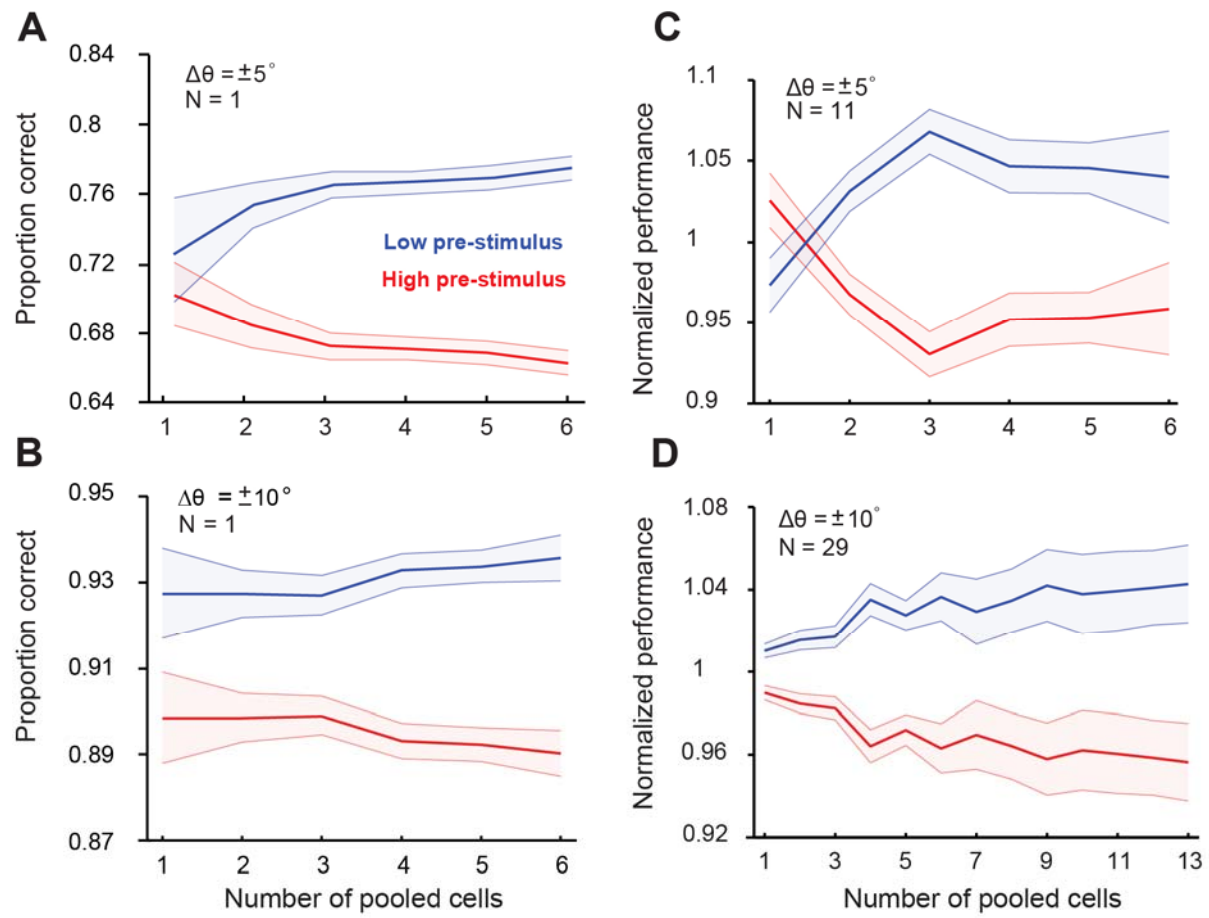 A
Proportion correct
0.84
0.8
0.76
0.72
0.68
0.64
Δθ = ±5°
N = 1
Low pre-stimulus
High pre-stimulus
1 2 3 4 5 6
C
Normalized performance
1.1
1.05
1
0.95
0.9
Δθ = ±5°
N = 11
1 2 3 4 5 6
B
Proportion correct
0.95
0.93
0.91
0.89
0.87
Δθ = ±10°
N = 1
1 2 3 4 5 6
Number of pooled cells
D
Normalized performance
1.08
1.04
1
0.96
0.92
Δθ = ±10°
N = 29
1 3 5 7 9 11 13
Number of pooled cells